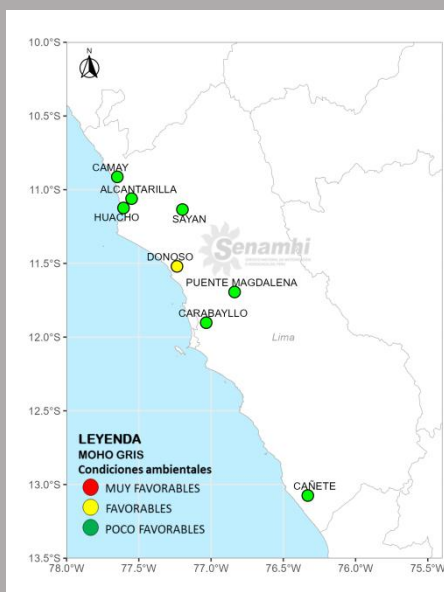 N
10.0°S
10.5°S
11.0°S
11.5°S
12.0°S
12.5°S
13.0°S
13.5°S
CAMAY
ALCANTARILLA
HUACHO
SAYAN
Senamhi
DONOSO
PUENTE MAGDALENA
CARABAYLLO
Lima
CAÑETE
LEYENDA
MOHO GRIS
Condiciones ambientales
MUY FAVORABLES
FAVORABLES
POCO FAVORABLES
78.0°W 77.5°W 77.0°W 76.5°W 76.0°W 75.5°W